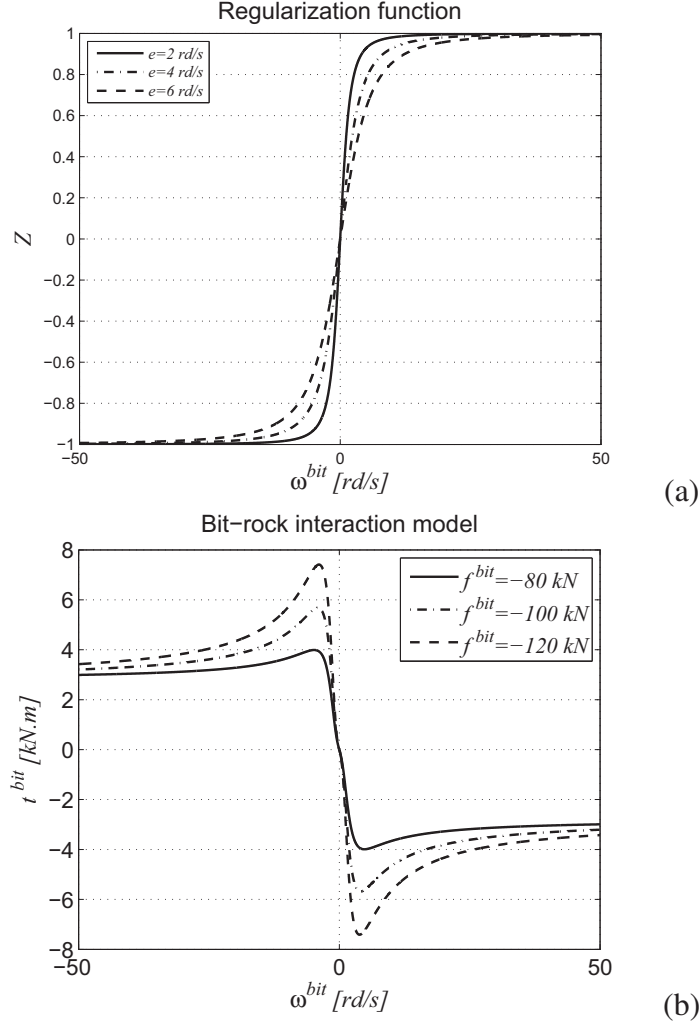 Regularization function
1
0.8
0.6
0.4
0.2
0
−0.2
−0.4
−0.6
−0.8
−1
Z
e=2 rd/s
e=4 rd/s
e=6 rd/s
−50
0
50
ω^bit [rd/s]
(a)
Bit−rock interaction model
8
6
4
2
0
−2
−4
−6
−8
t^bit [kN.m]
f^bit=−80 kN
f^bit=−100 kN
f^bit=−120 kN
−50
0
50
ω^bit [rd/s]
(b)